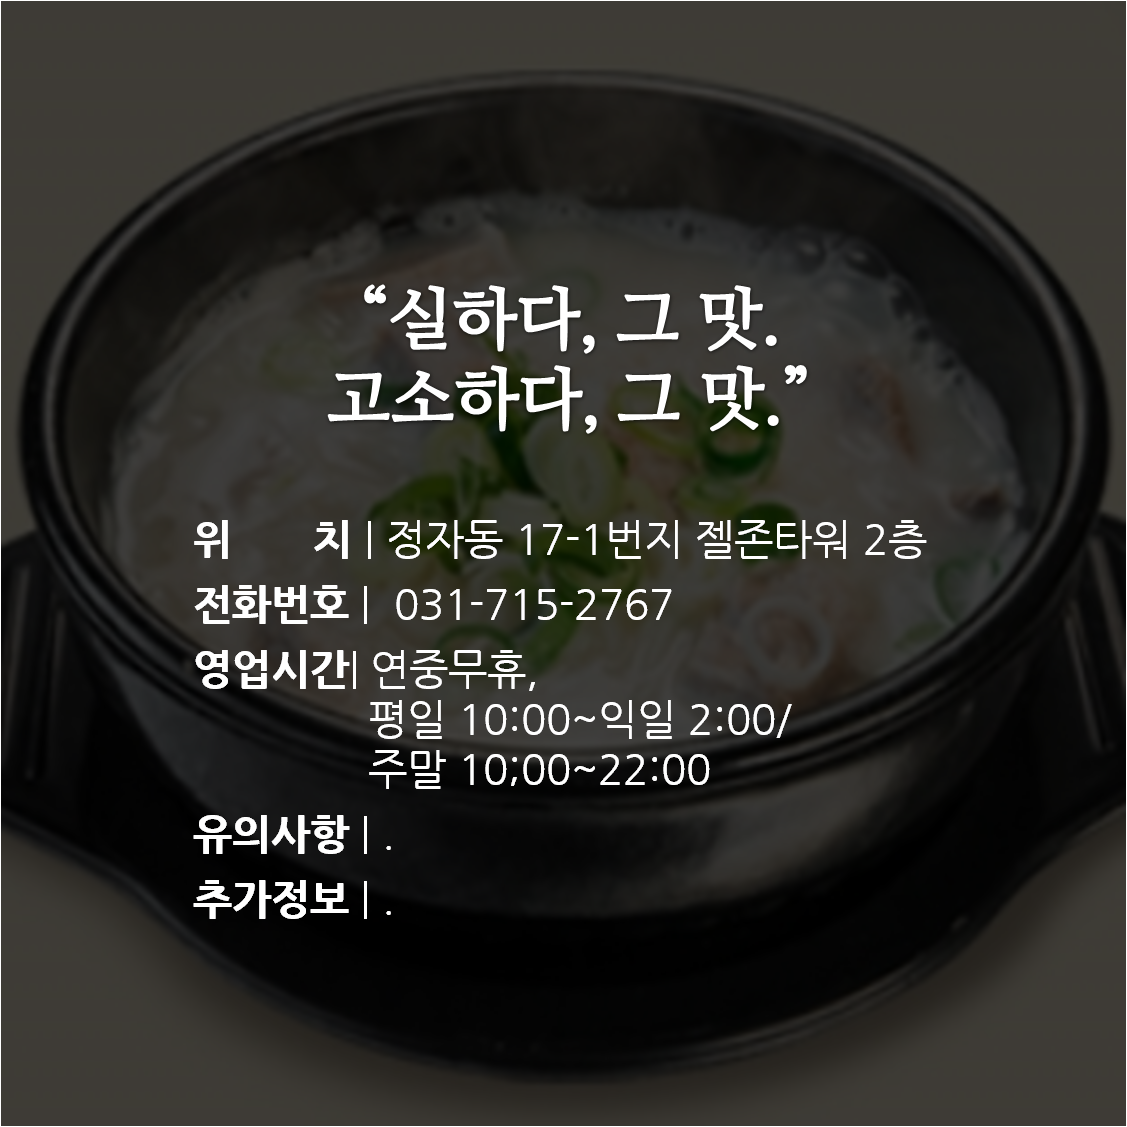 “실하다, 그 맛.
고소하다, 그 맛.”
위 치 | 정자동 17-1번지 젤존타워 2층
전화번호 | 031-715-2767
영업시간| 연중무휴,
평일 10:00~익일 2:00/
주말 10;00~22:00
유의사항 | .
추가정보 | .